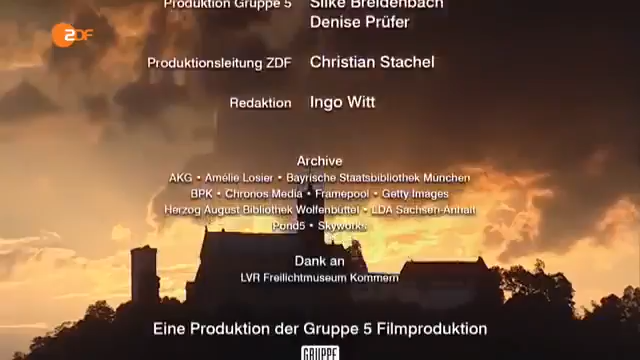 Produktion Gruppe 5 Silke Breidenbach
Denise Prüfer
ZDF
Produktionsleitung ZDF Christian Stachel
Redaktion Ingo Witt
Archive
AKG • Amélie Losier • Bayrische Staatsbibliothek München
BPK • Chronos Media • Framepool • Getty Images
Herzog August Bibliothek Wolfenbüttel • LDA Sachsen-Anhalt
Pond5 • Skyworks
Dank an
LVR Freilichtmuseum Kommern
Eine Produktion der Gruppe 5 Filmproduktion
GRUPPE